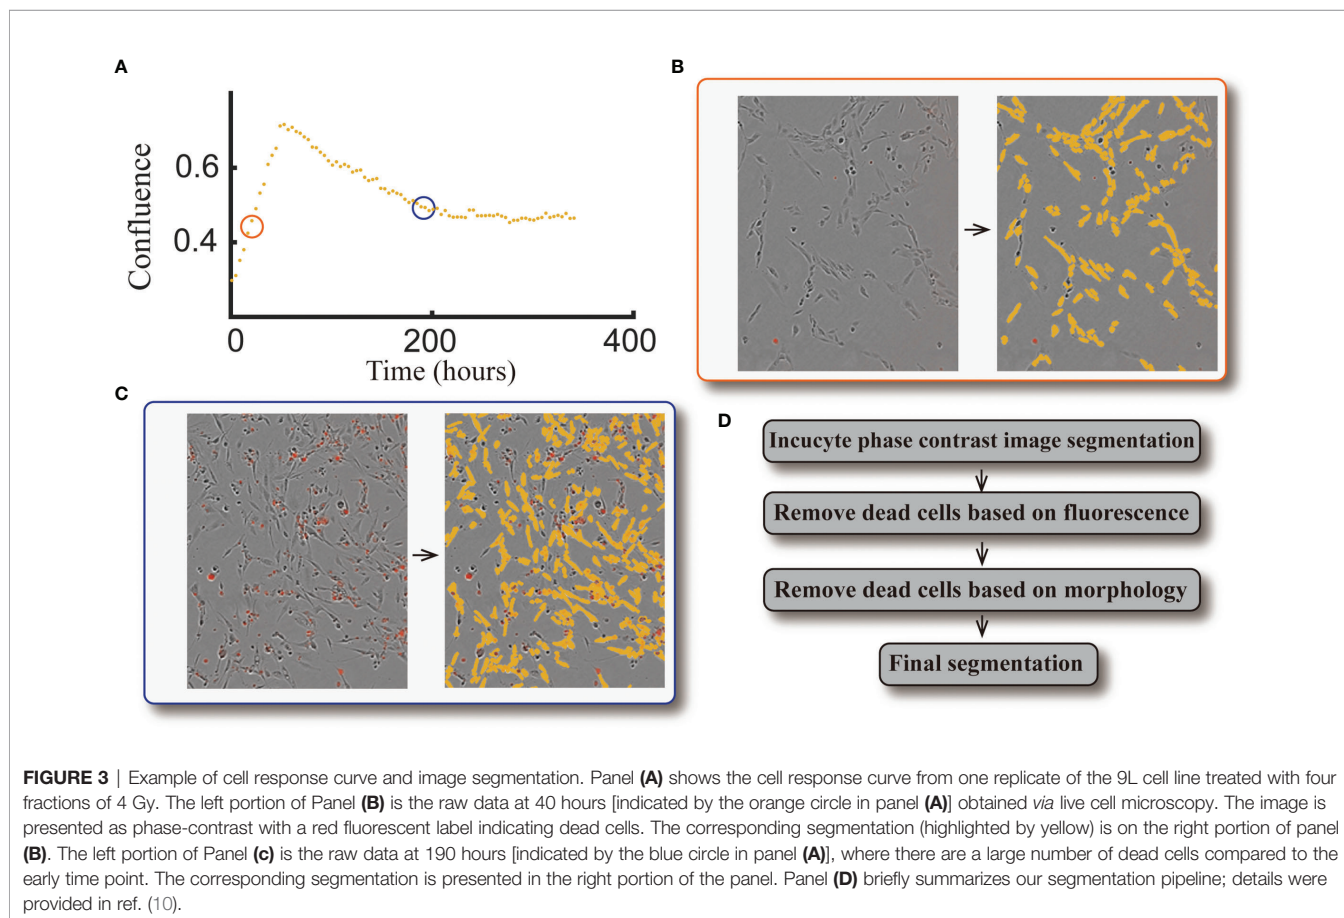 A
B
Confluence
0.6
0.4
0
200
400
Time (hours)
C
D
Incucyte phase contrast image segmentation
Remove dead cells based on fluorescence
Remove dead cells based on morphology
Final segmentation
FIGURE 3 | Example of cell response curve and image segmentation. Panel (A) shows the cell response curve from one replicate of the 9L cell line treated with four
fractions of 4 Gy. The left portion of Panel (B) is the raw data at 40 hours [indicated by the orange circle in panel (A)] obtained via live cell microscopy. The image is
presented as phase-contrast with a red fluorescent label indicating dead cells. The corresponding segmentation (highlighted by yellow) is on the right portion of panel
(B). The left portion of Panel (c) is the raw data at 190 hours [indicated by the blue circle in panel (A)], where there are a large number of dead cells compared to the
early time point. The corresponding segmentation is presented in the right portion of the panel. Panel (D) briefly summarizes our segmentation pipeline; details were
provided in ref. (10).